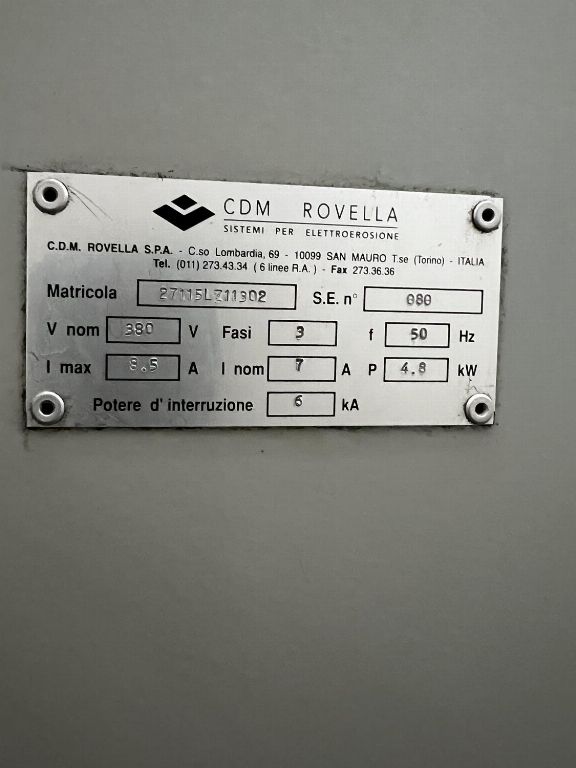 CDM ROVELLA
SISTEMI PER ELETTROEROSIONE
C.D.M. ROVELLA S.P.A. - C.so Lombardia, 69 - 10099 SAN MAURO T.se (Torino) - ITALIA
Tel. (011) 273.43.34 ( 6 linee R.A. ) - Fax 273.36.36
Matricola 27115LZ11302 S.E. n° 080
V nom 380 V Fasi 3 f 50 Hz
I max 8.5 A I nom 7 A P 4.8 kW
Potere d' interruzione 6 kA